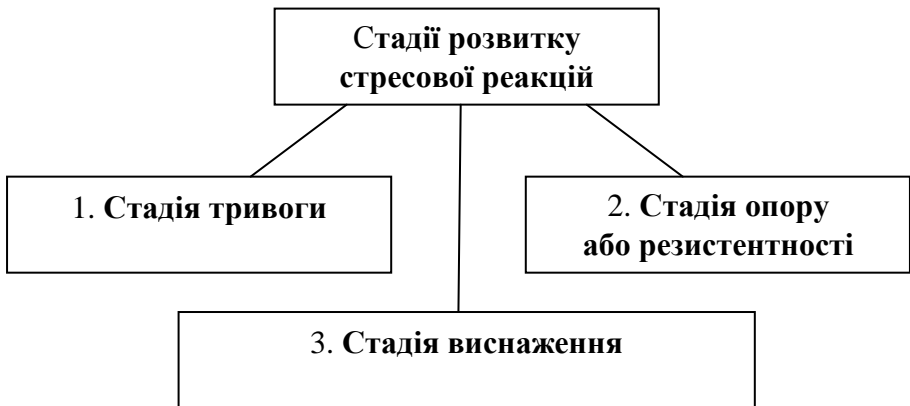 Стадії розвитку
стресової реакцій
1. Стадія тривоги
2. Стадія опору
або резистентності
3. Стадія виснаження